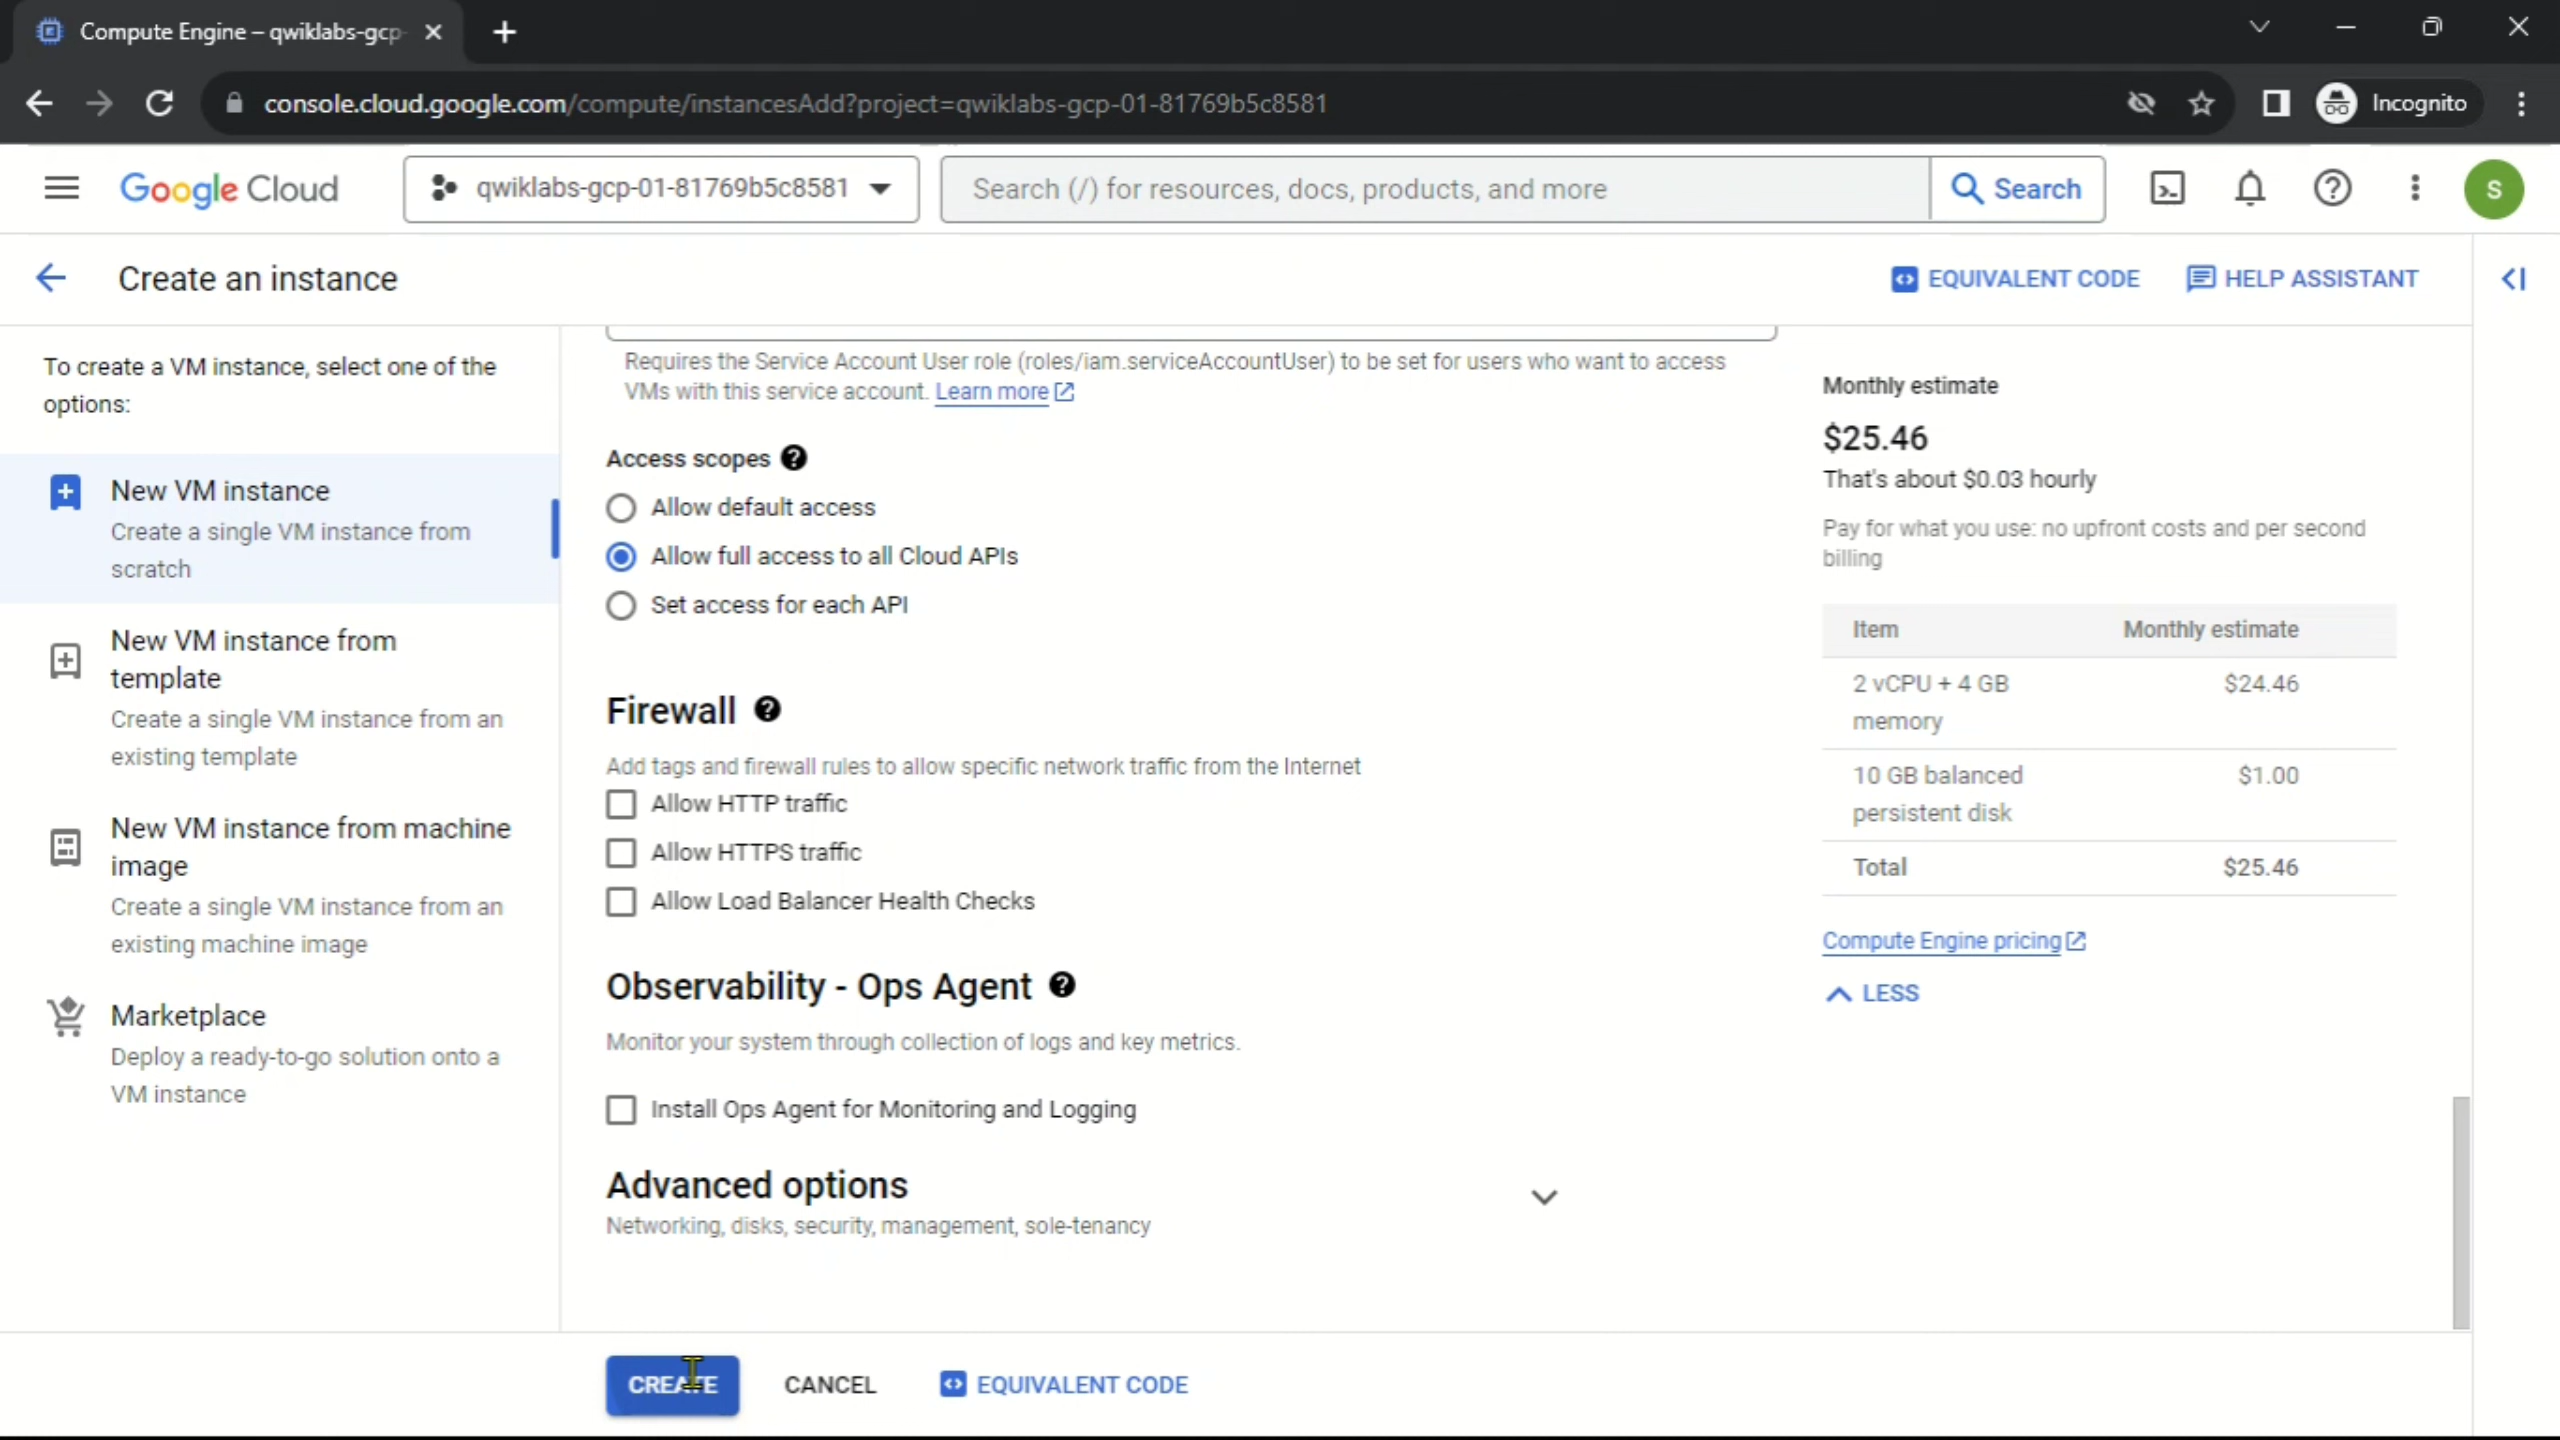 Compute Engine – qwiklabs-gcp-
console.cloud.google.com/compute/instancesAdd?project=qwiklabs-gcp-01-81769b5c8581
Incognito
Google Cloud
qwiklabs-gcp-01-81769b5c8581
Search (/) for resources, docs, products, and more
Search
S
Create an instance
EQUIVALENT CODE
HELP ASSISTANT
To create a VM instance, select one of the
options:
New VM instance
Create a single VM instance from
scratch
New VM instance from
template
Create a single VM instance from an
existing template
New VM instance from machine
image
Create a single VM instance from an
existing machine image
Marketplace
Deploy a ready-to-go solution onto a
VM instance
Requires the Service Account User role (roles/iam.serviceAccountUser) to be set for users who want to access
VMs with this service account. Learn more
Access scopes
Allow default access
Allow full access to all Cloud APIs
Set access for each API
Firewall
Add tags and firewall rules to allow specific network traffic from the Internet
Allow HTTP traffic
Allow HTTPS traffic
Allow Load Balancer Health Checks
Observability - Ops Agent
Monitor your system through collection of logs and key metrics.
Install Ops Agent for Monitoring and Logging
Advanced options
Networking, disks, security, management, sole-tenancy
CREATE
CANCEL
EQUIVALENT CODE
Monthly estimate
$25.46
That's about $0.03 hourly
Pay for what you use: no upfront costs and per second
billing
Item Monthly estimate
2 vCPU + 4 GB $24.46
memory
10 GB balanced $1.00
persistent disk
Total $25.46
Compute Engine pricing
LESS